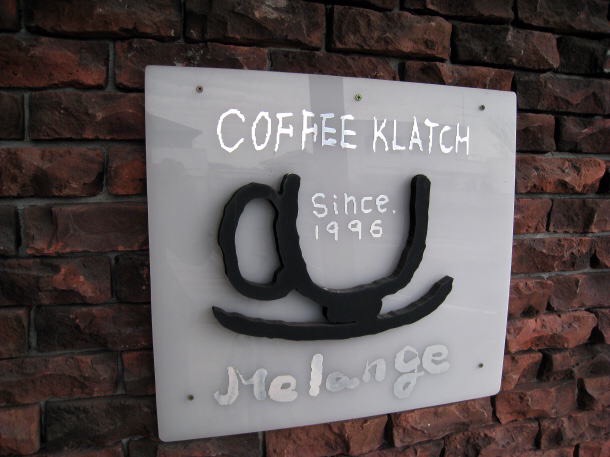 COFFEE KLATCH
Since.
1996
Melange